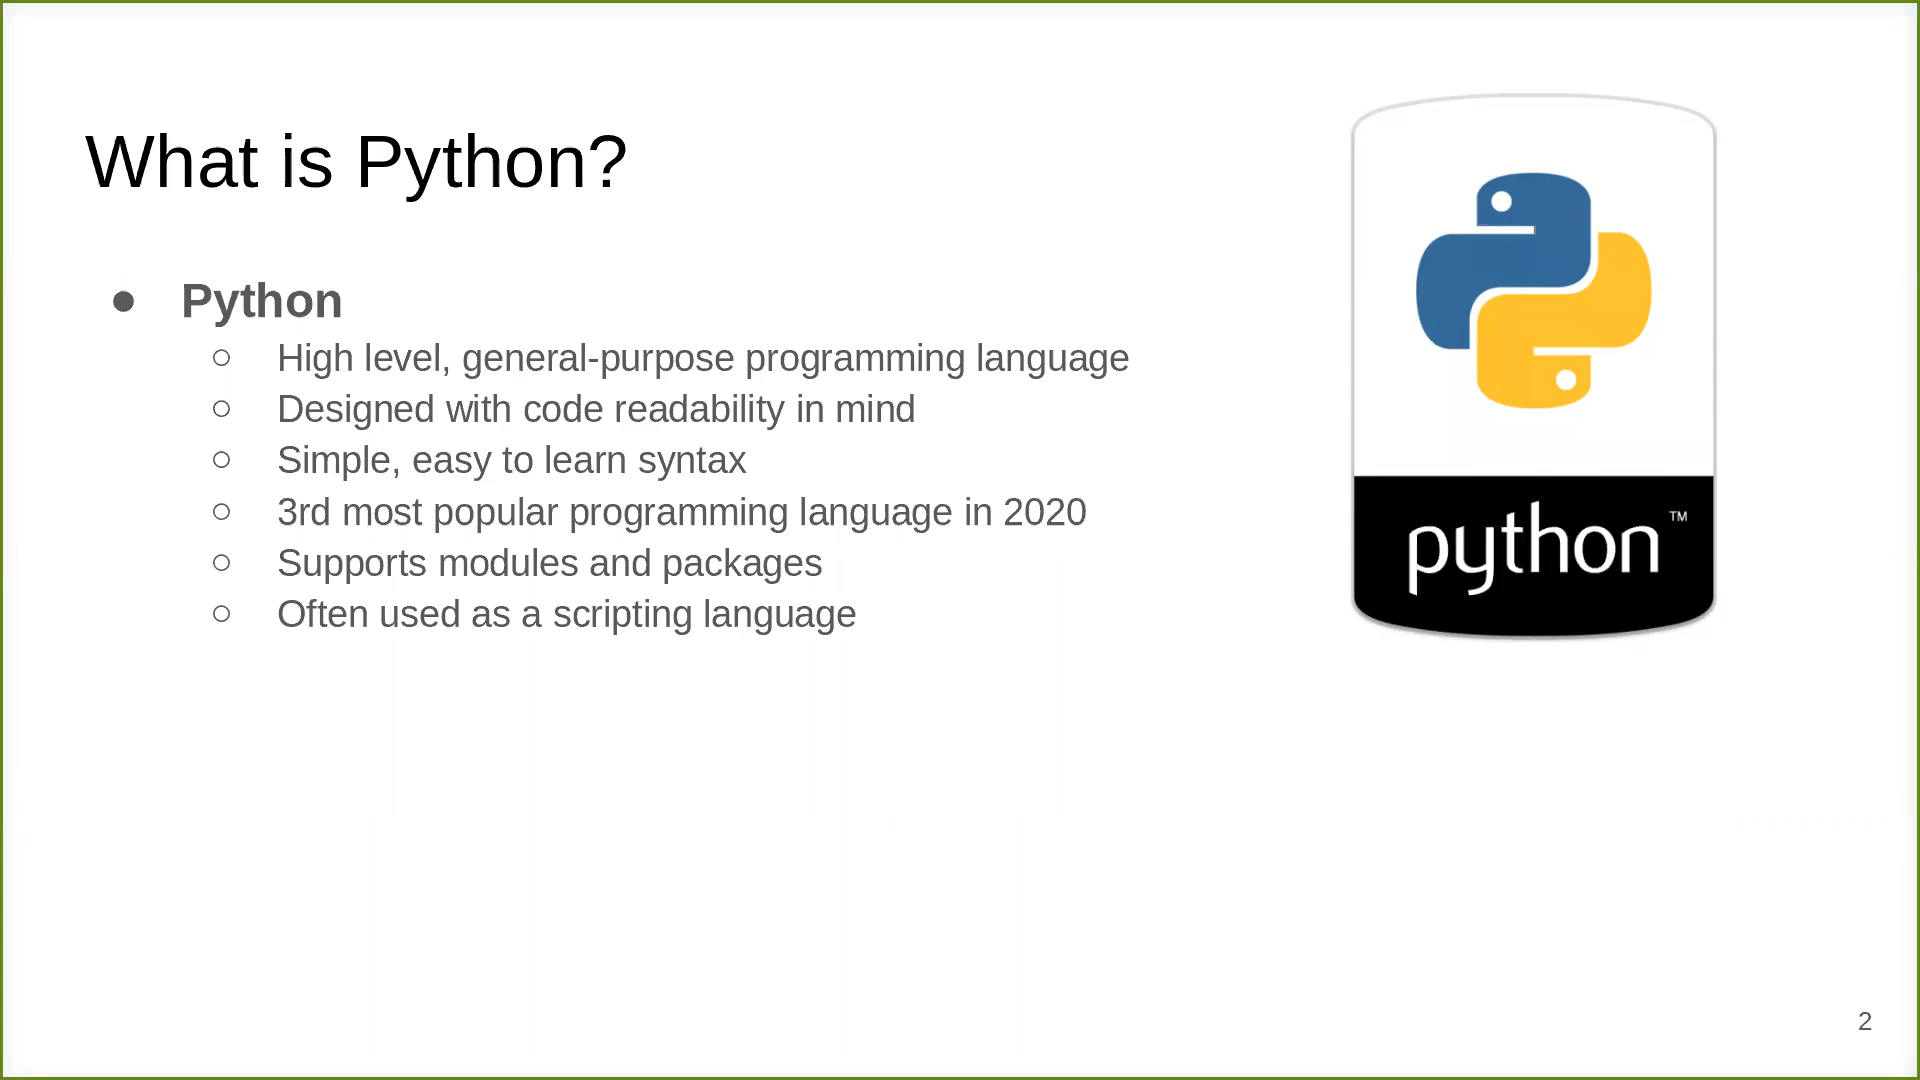 What is Python?
● Python
○ High level, general-purpose programming language
○ Designed with code readability in mind
○ Simple, easy to learn syntax
○ 3rd most popular programming language in 2020
○ Supports modules and packages
○ Often used as a scripting language
python™
2